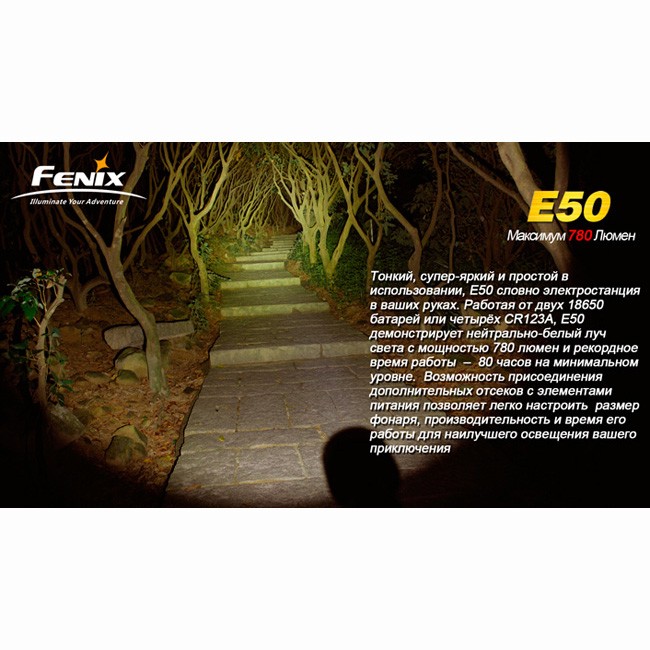 FENIX
Illuminate Your Adventure
E50
Максимум 780 Люмен
Тонкий, супер-яркий и простой в
использовании, E50 словно электростанция
в ваших руках. Работая от двух 18650
батарей или четырёх CR123A, E50
демонстрирует нейтрально-белый луч
света с мощностью 780 люмен и рекордное
время работы – 80 часов на минимальном
уровне. Возможность присоединения
дополнительных отсеков с элементами
питания позволяет легко настроить размер
фонаря, производительность и время его
работы для наилучшего освещения вашего
приключения